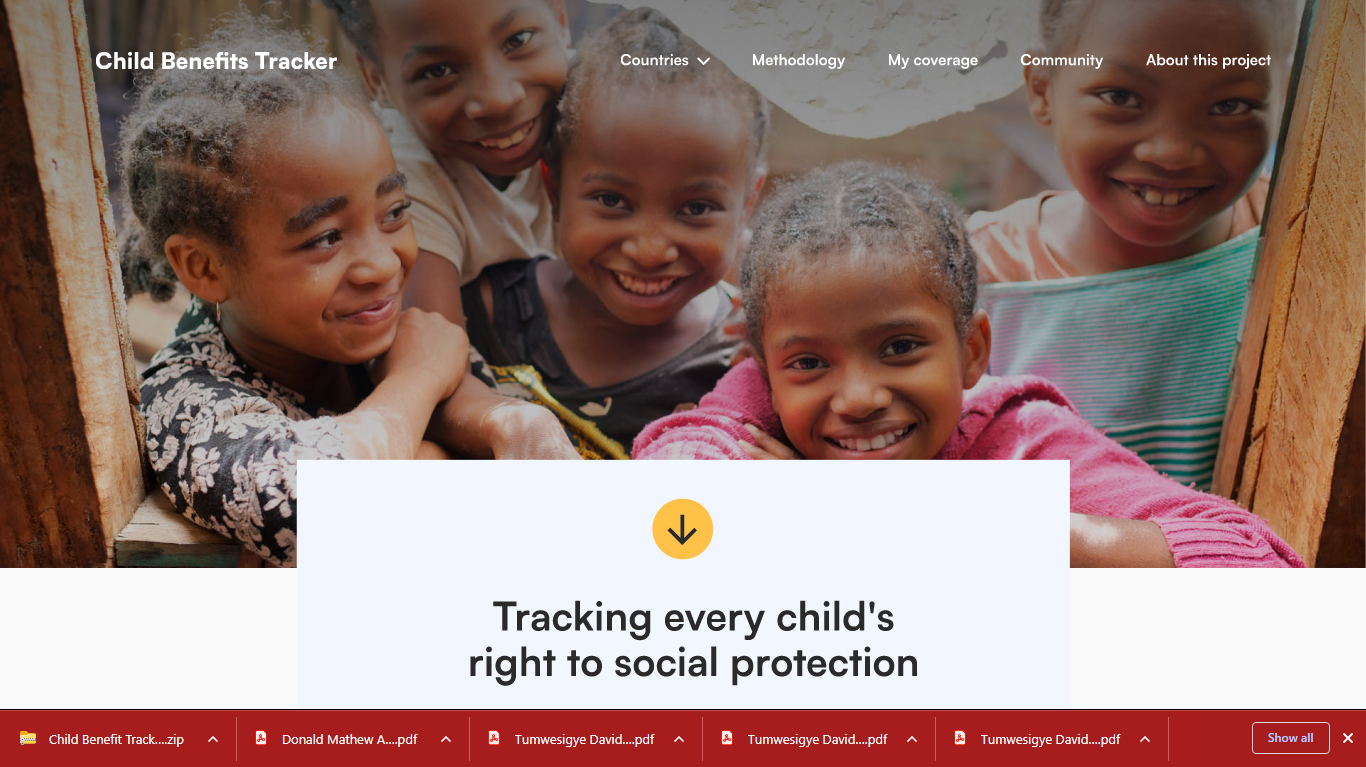 Child Benefits Tracker
Countries
Methodology
My coverage
Community
About this project
Tracking every child's
right to social protection
Child Benefit Track....zip
Donald Mathew A....pdf
Tumwesigye David....pdf
Tumwesigye David....pdf
Tumwesigye David....pdf
Show all